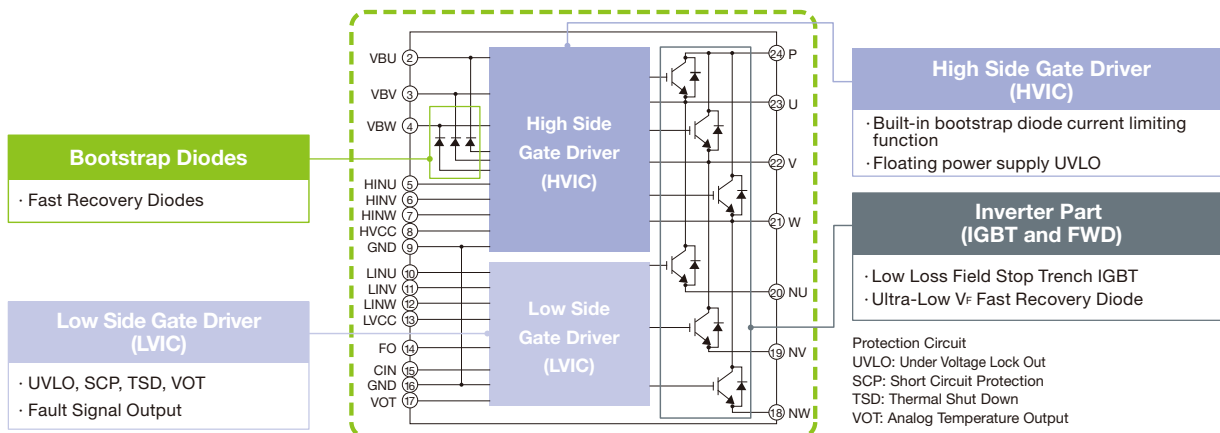 Bootstrap Diodes
· Fast Recovery Diodes
Low Side Gate Driver
(LVIC)
· UVLO, SCP, TSD, VOT
· Fault Signal Output
VBU 2
VBV 3
VBW 4
HINU 5
HINV 6
HINW 7
HVCC 8
GND 9
LINU 10
LINV 11
LINW 12
LVCC 13
FO 14
CIN 15
GND 16
VOT 17
High Side
Gate Driver
(HVIC)
Low Side
Gate Driver
(LVIC)
24 P
23 U
22 V
21 W
20 NU
19 NV
18 NW
High Side Gate Driver
(HVIC)
· Built-in bootstrap diode current limiting
function
· Floating power supply UVLO
Inverter Part
(IGBT and FWD)
· Low Loss Field Stop Trench IGBT
· Ultra-Low VF Fast Recovery Diode
Protection Circuit
UVLO: Under Voltage Lock Out
SCP: Short Circuit Protection
TSD: Thermal Shut Down
VOT: Analog Temperature Output